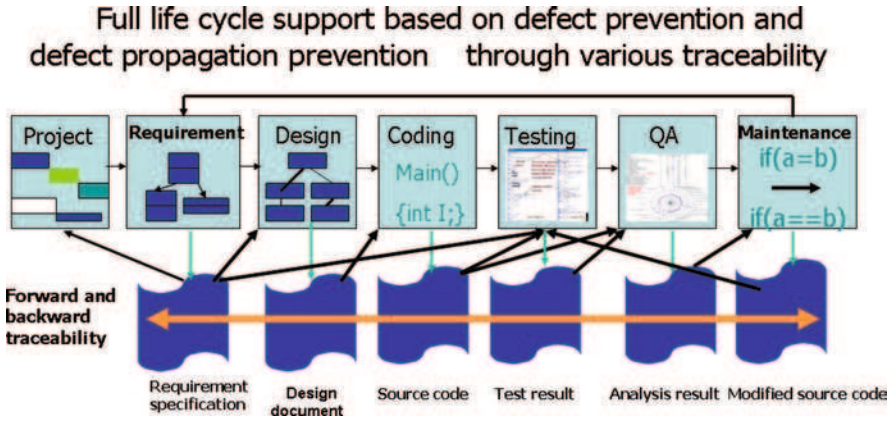 Full life cycle support based on defect prevention and
defect propagation prevention through various traceability
Project
Requirement
Design
Coding
Testing
QA
Maintenance
Main()
{int I;}
if(a=b)
if(a==b)
Forward and
backward
traceability
Requirement
specification
Design
document
Source code
Test result
Analysis result
Modified source code